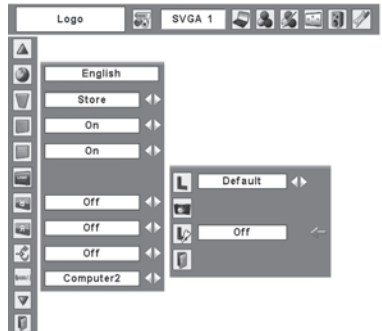 Logo
SVGA 1
English
Store
On
On
Off
Default
Off
Off
Off
Computer2